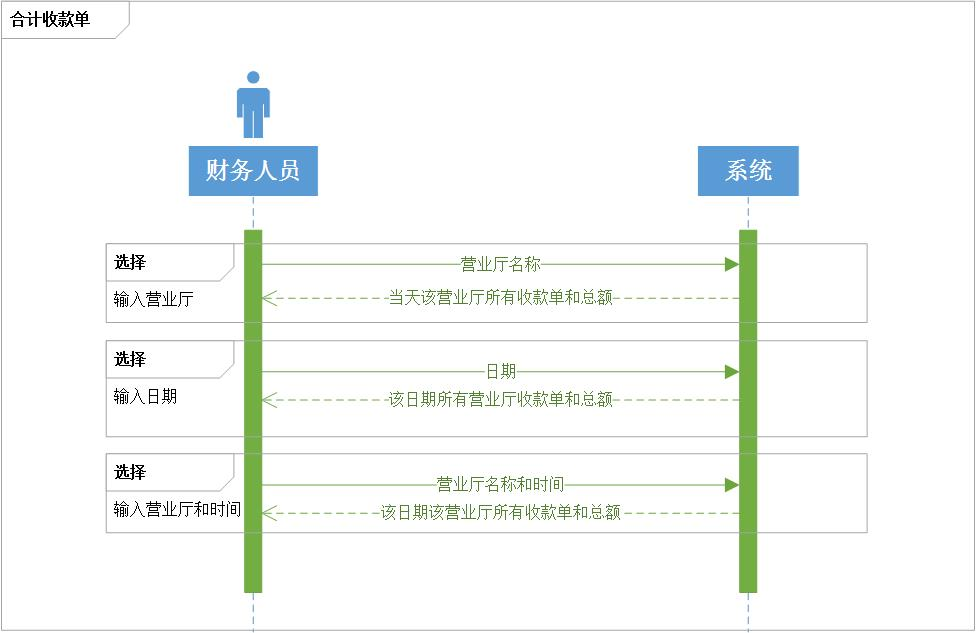 合计收款单
财务人员
系统
选择
营业厅名称
输入营业厅
当天该营业厅所有收款单和总额
选择
日期
输入日期
该日期所有营业厅收款单和总额
选择
营业厅名称和时间
输入营业厅和时间
该日期该营业厅所有收款单和总额